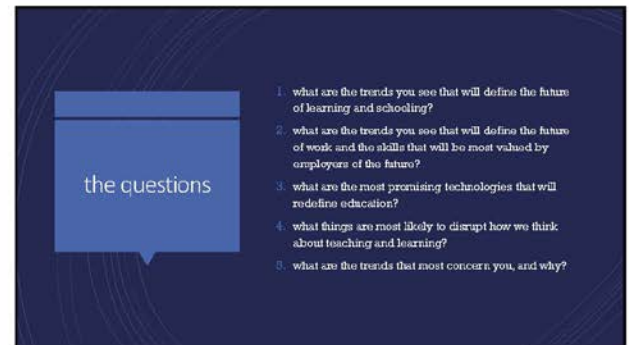 the questions
1. what are the trends you see that will define the future
of learning and schooling?
2. what are the trends you see that will define the future
of work and the skills that will be most valued by
employers of the future?
3. what are the most promising technologies that will
redefine education?
4. what things are most likely to disrupt how we think
about teaching and learning?
5. what are the trends that most concern you, and why?